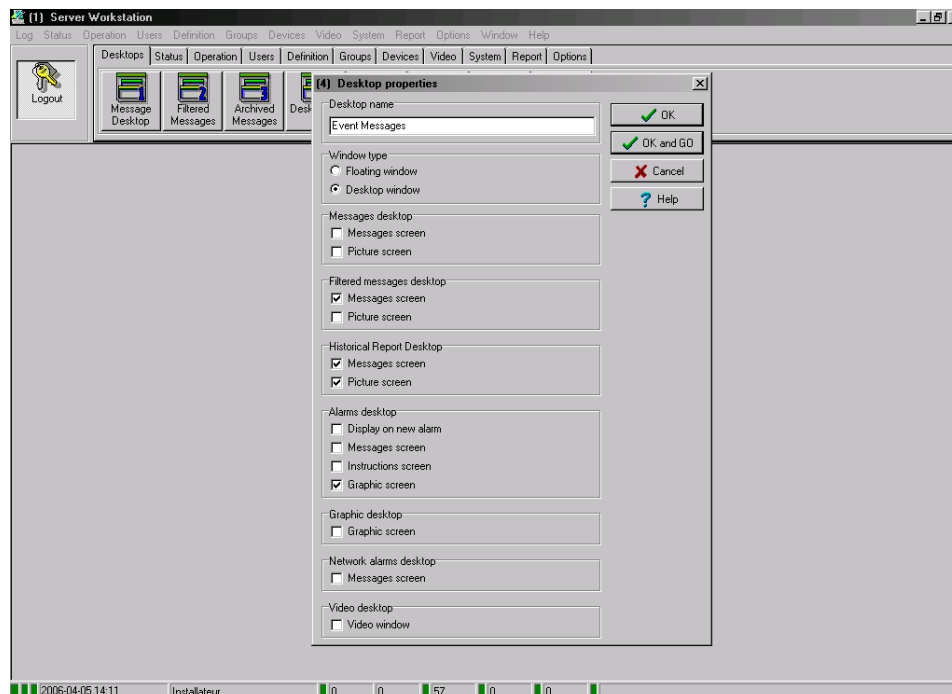 (1) Server Workstation
Log Status Operation Users Definition Groups Devices Video System Report Options Window Help
Desktops Status Operation Users Definition Groups Devices Video System Report Options
Logout
Message Desktop
Filtered Messages
Archived Messages
(4) Desktop properties
Desktop name
Event Messages
OK
OK and GO
Cancel
Help
Window type
Floating window
Desktop window
Messages desktop
Messages screen
Picture screen
Filtered messages desktop
Messages screen
Picture screen
Historical Report Desktop
Messages screen
Picture screen
Alarms desktop
Display on new alarm
Messages screen
Instructions screen
Graphic screen
Graphic desktop
Graphic screen
Network alarms desktop
Messages screen
Video desktop
Video window
2006-04-05 14:11 Installateur 0 0 57 0 0